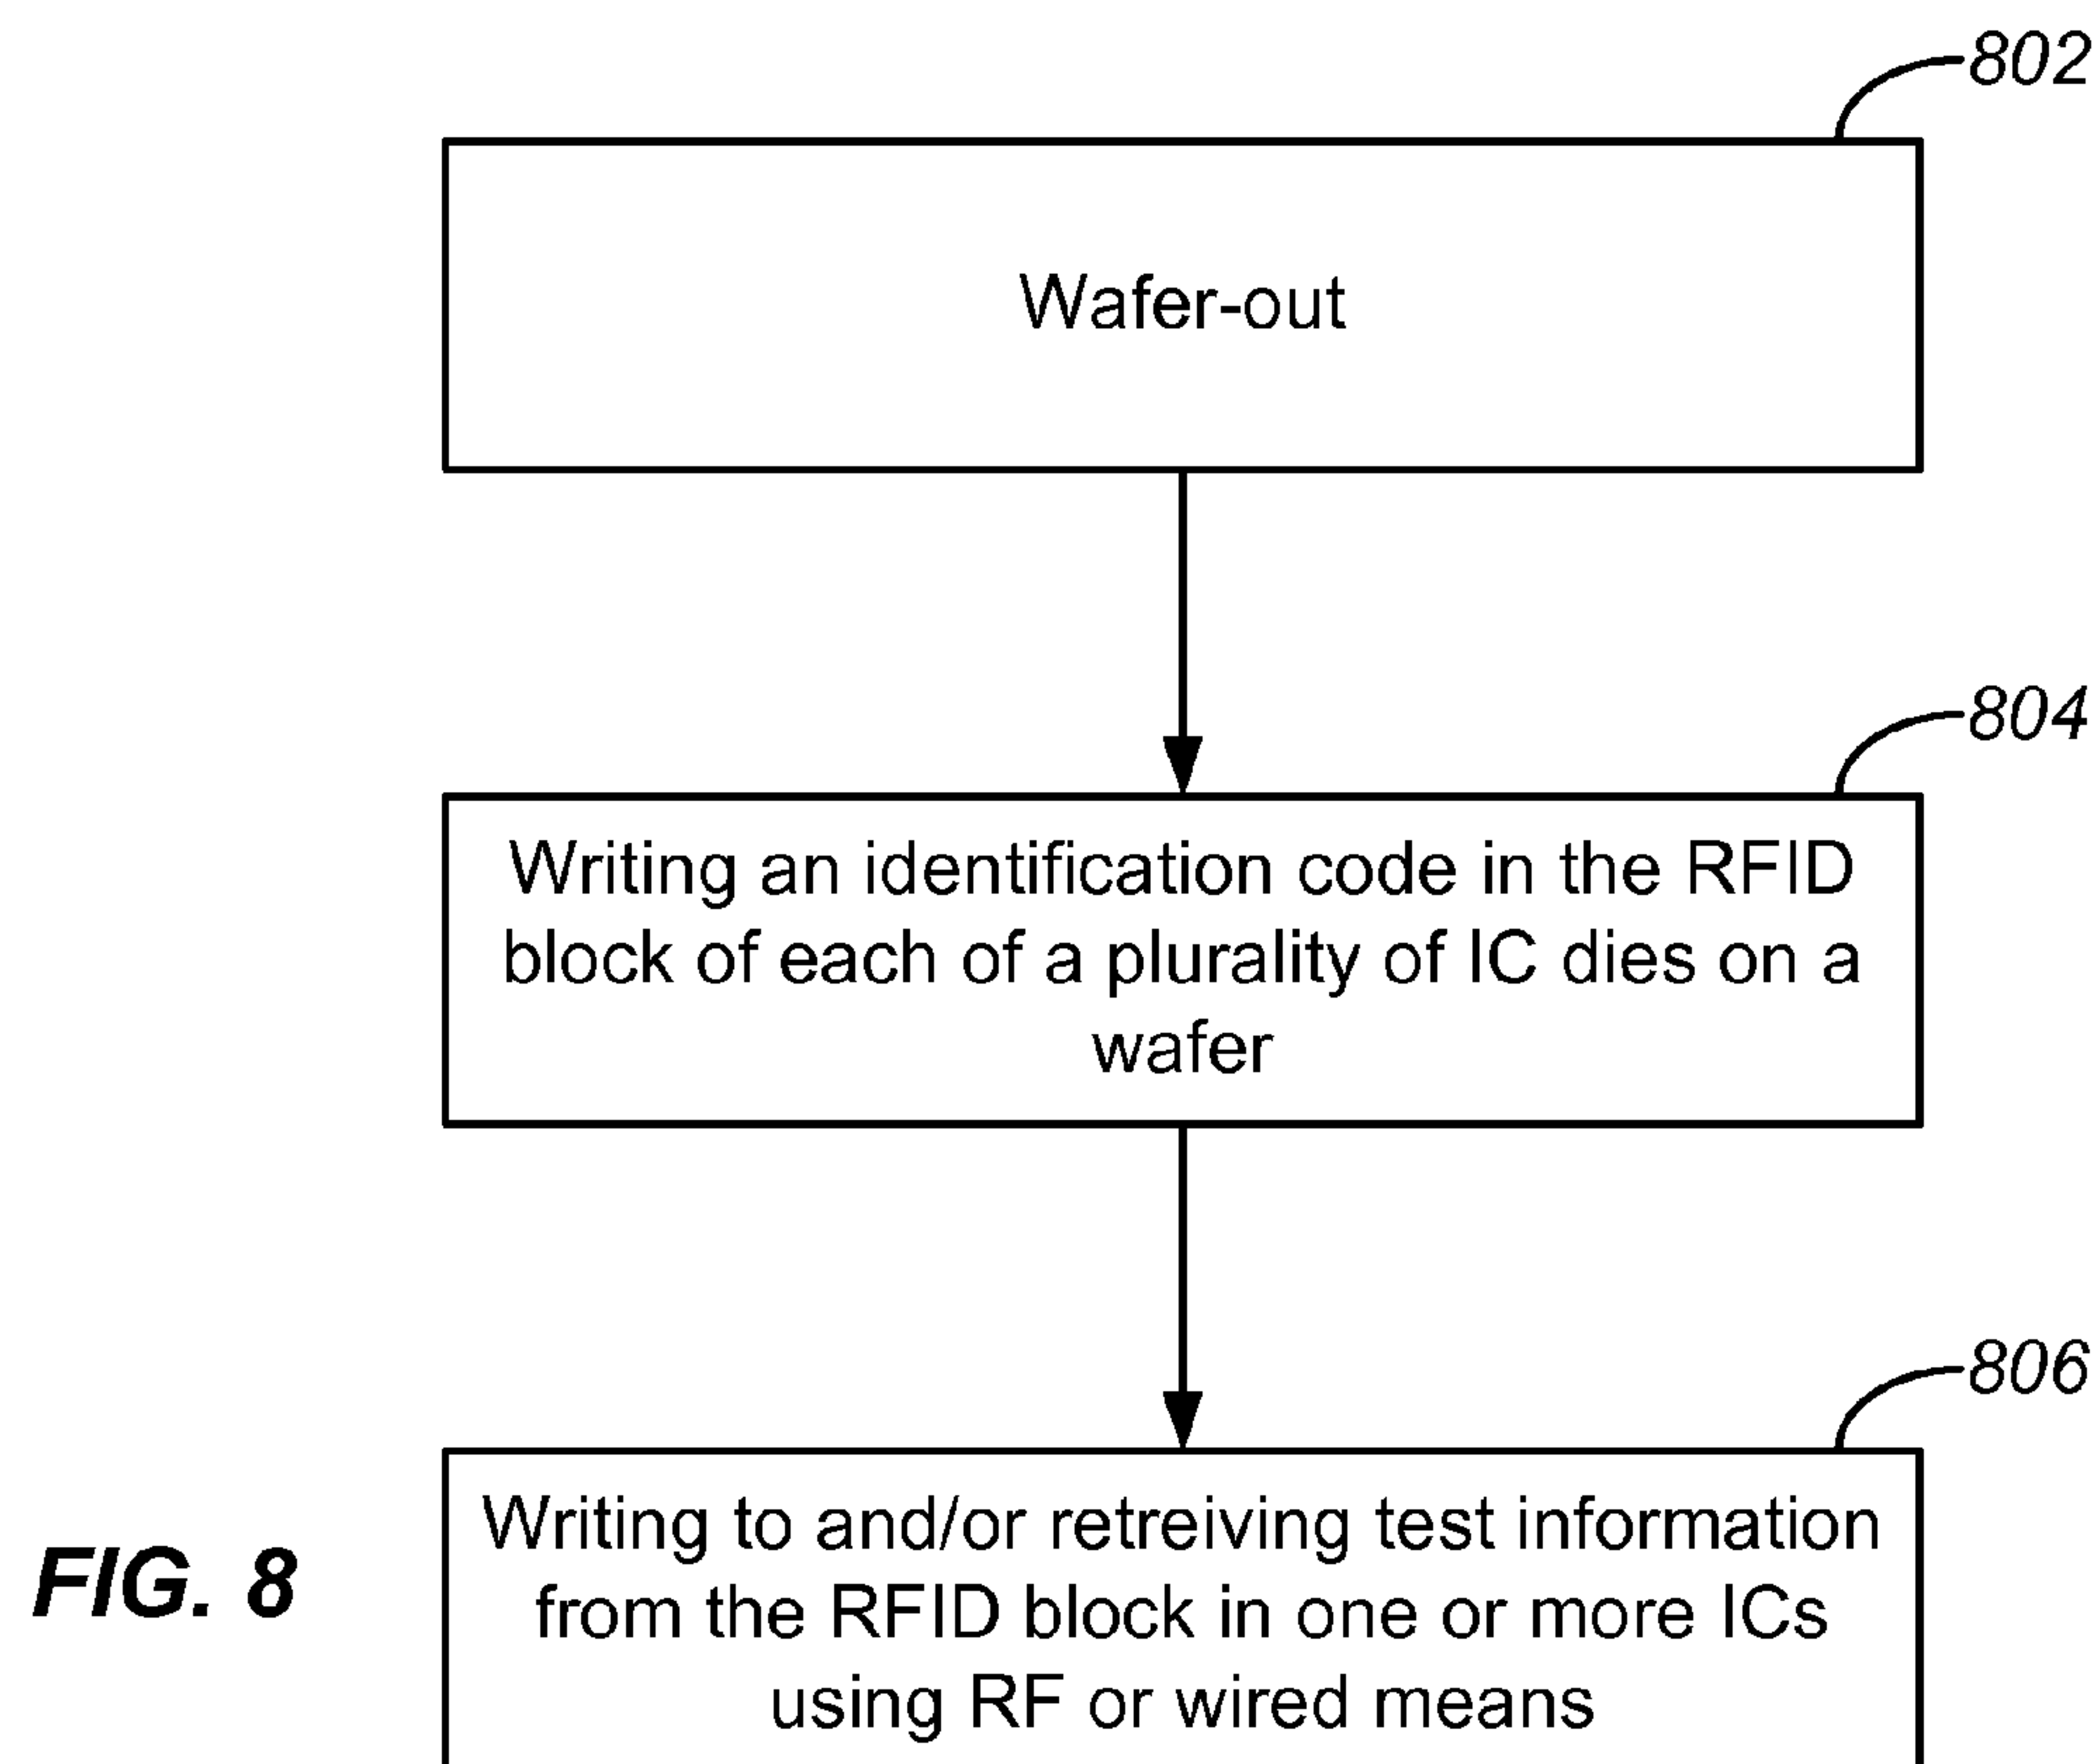 802
Wafer-out
804
Writing an identification code in the RFID
block of each of a plurality of IC dies on a
wafer
806
Writing to and/or retreiving test information
from the RFID block in one or more ICs
using RF or wired means
FIG. 8